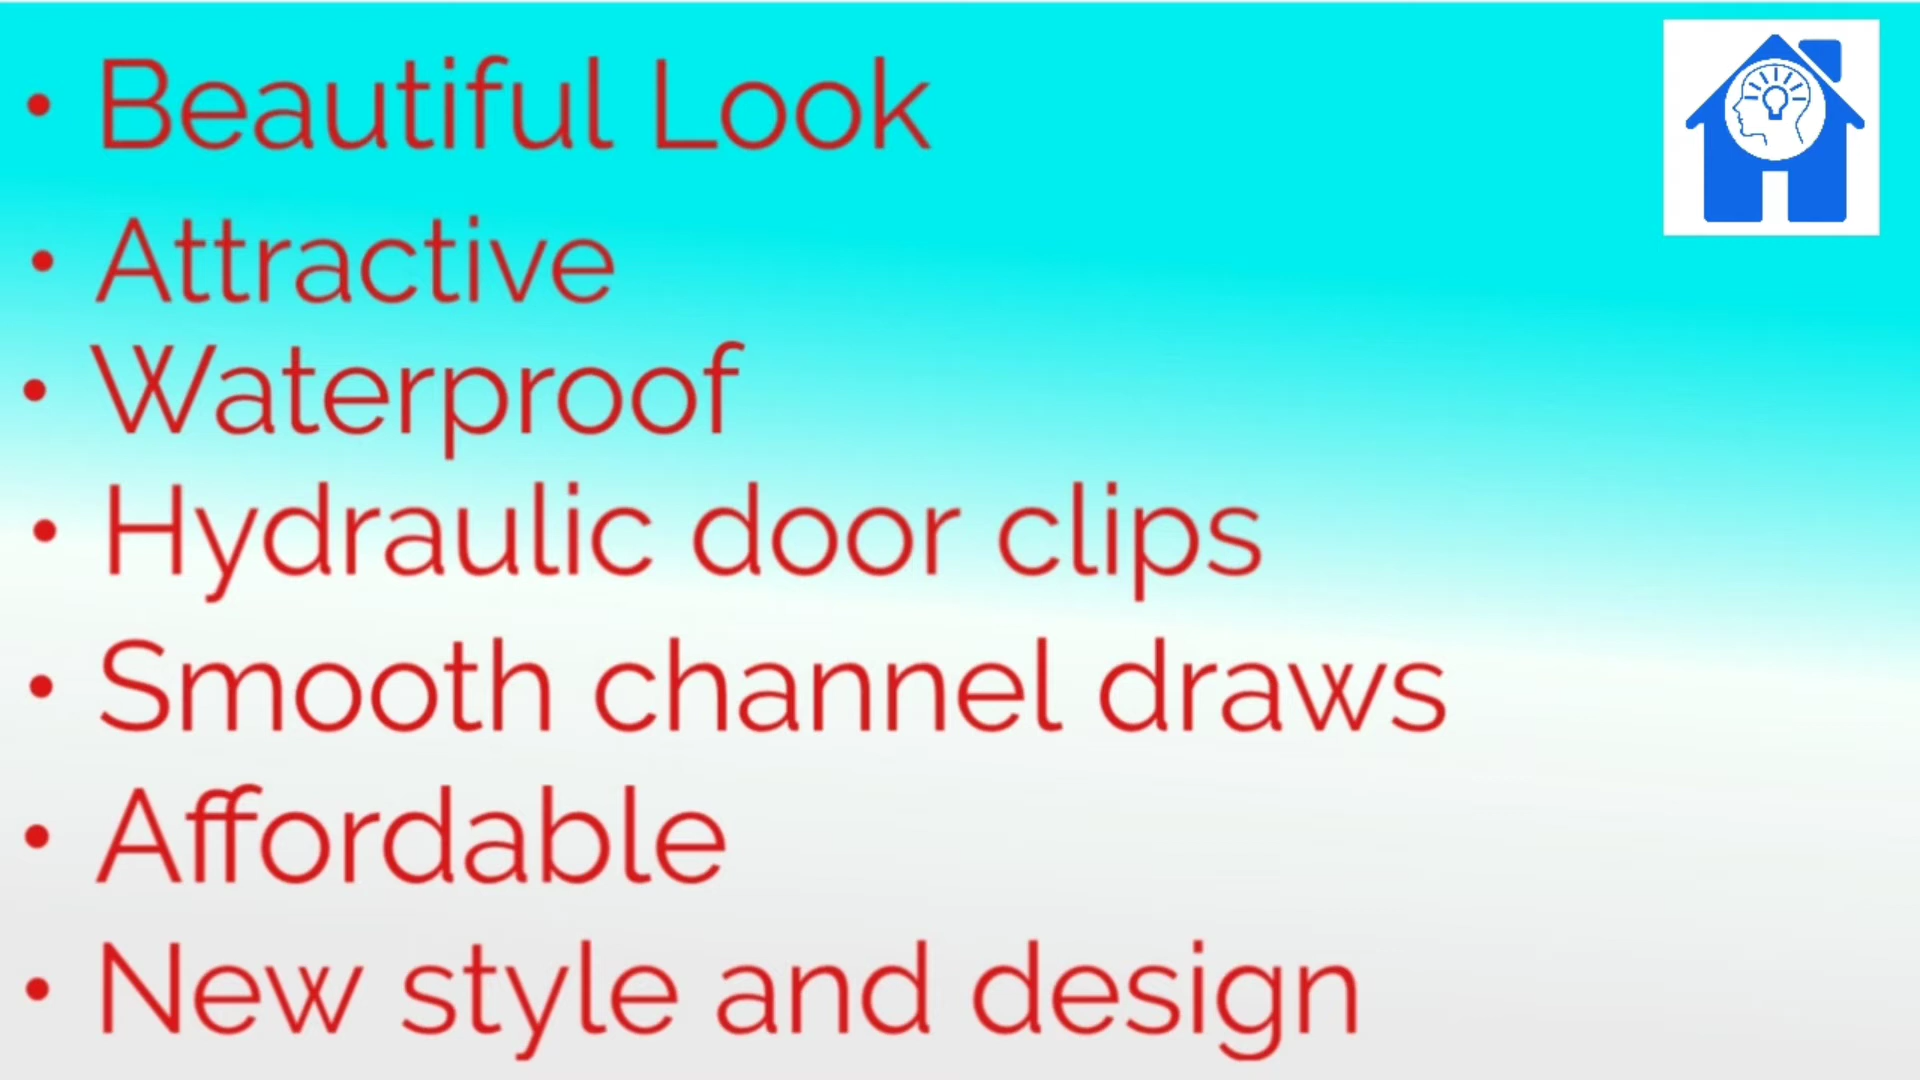 • Beautiful Look
• Attractive
• Waterproof
• Hydraulic door clips
• Smooth channel draws
• Affordable
• New style and design